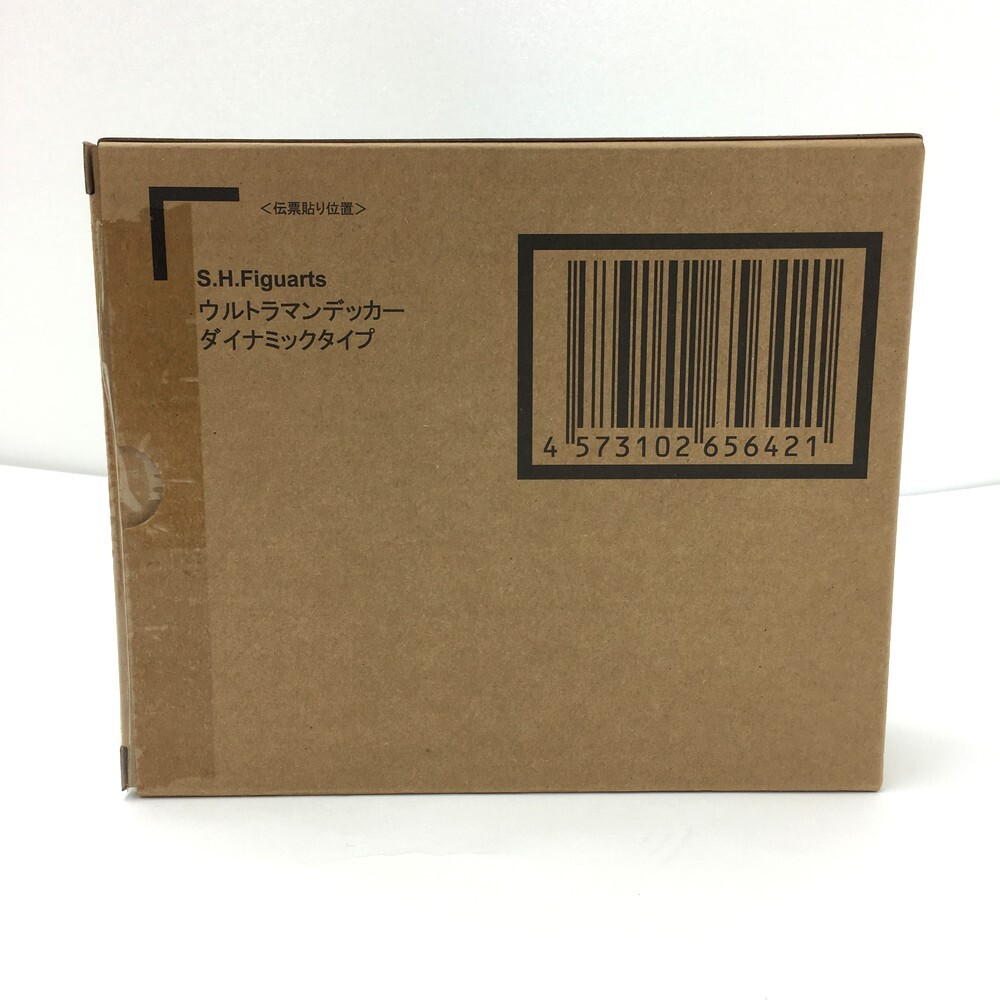 <伝票貼り位置>
S.H.Figuarts
ウルトラマンデッカー
ダイナミックタイプ
4 573102 656421